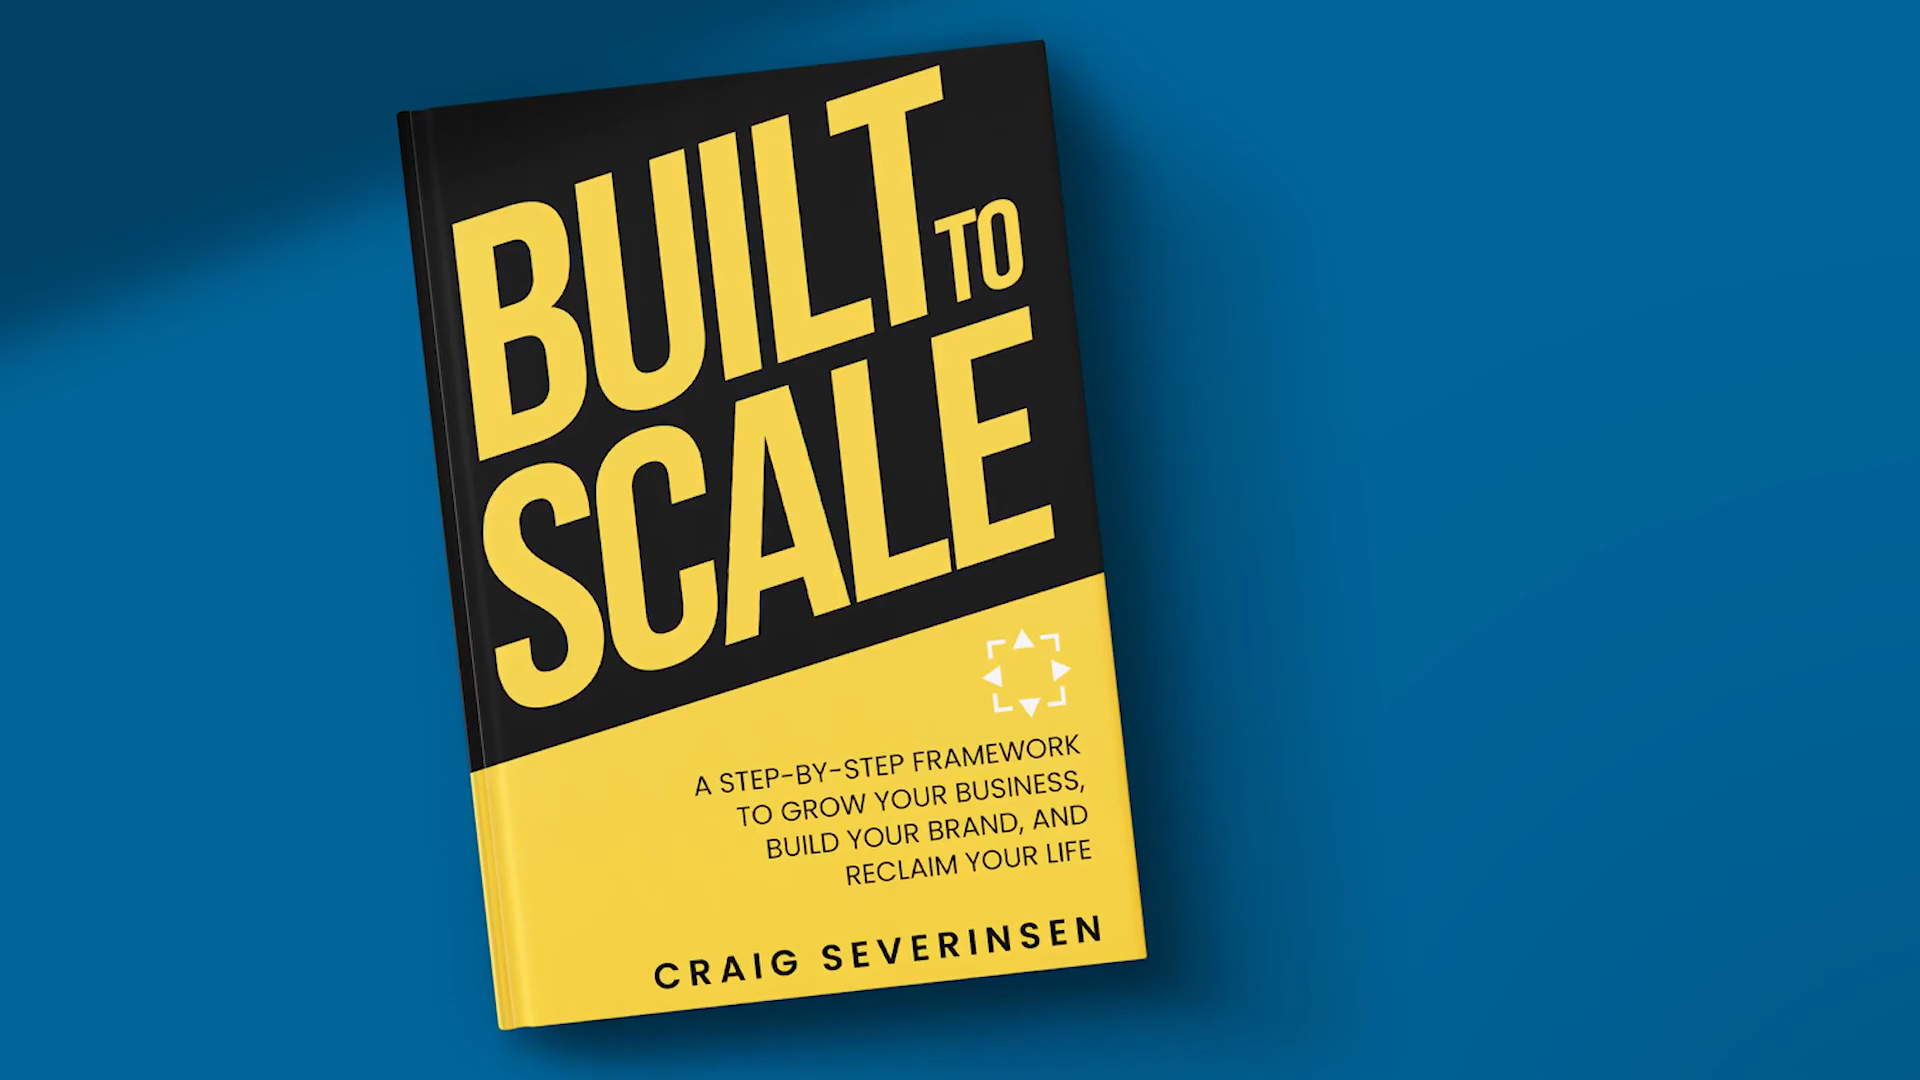 BUILT TO
SCALE
A STEP-BY-STEP FRAMEWORK
TO GROW YOUR BUSINESS,
BUILD YOUR BRAND, AND
RECLAIM YOUR LIFE
CRAIG SEVERINSEN